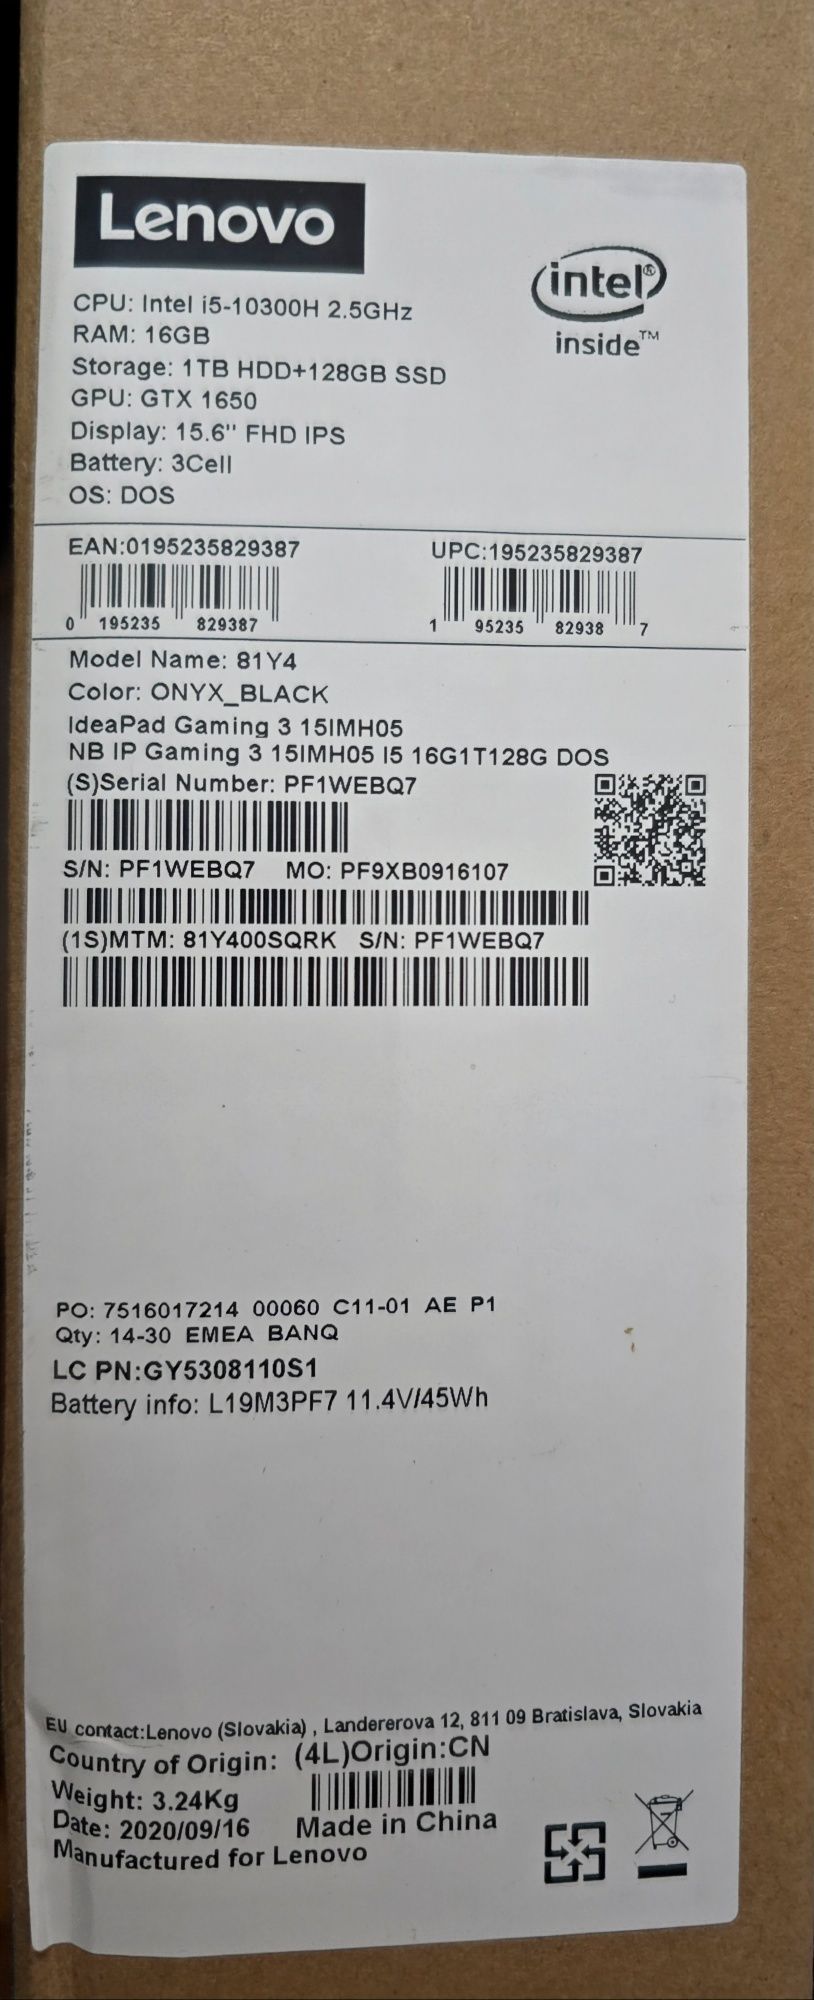 Lenovo
intel®
inside™
CPU: Intel i5-10300H 2.5GHz
RAM: 16GB
Storage: 1TB HDD+128GB SSD
GPU: GTX 1650
Display: 15.6" FHD IPS
Battery: 3Cell
OS: DOS
EAN:0195235829387 UPC:195235829387
0 195235 829387 1 95235 82938 7
Model Name: 81Y4
Color: ONYX_BLACK
IdeaPad Gaming 3 15IMH05
NB IP Gaming 3 15IMH05 I5 16G1T128G DOS
(S)Serial Number: PF1WEBQ7
S/N: PF1WEBQ7 MO: PF9XB0916107
(1S)MTM: 81Y400SQRK S/N: PF1WEBQ7
PO: 7516017214 00060 C11-01 AE P1
Qty: 14-30 EMEA BANQ
LC PN:GY5308110S1
Battery info: L19M3PF7 11.4V/45Wh
EU contact:Lenovo (Slovakia) , Landererova 12, 811 09 Bratislava, Slovakia
Country of Origin: (4L)Origin:CN
Weight: 3.24Kg
Date: 2020/09/16 Made in China
Manufactured for Lenovo